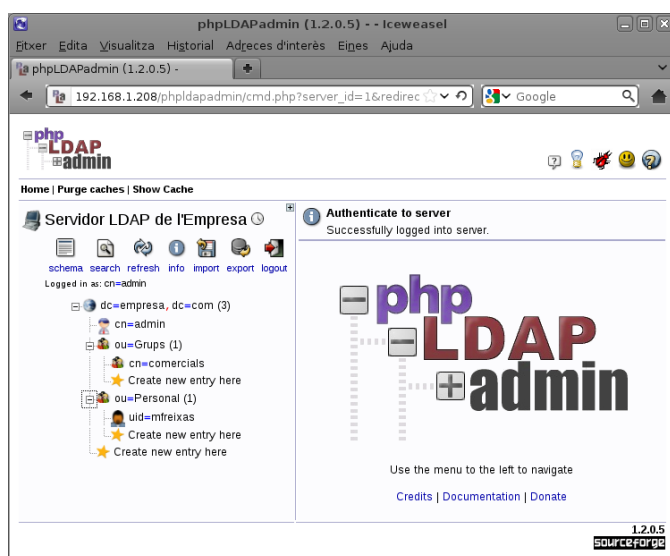 phpLDAPadmin (1.2.0.5) - - Iceweasel
Fitxer Edita Visualitza Historial Adreces d'interès Eines Ajuda
phpLDAPadmin (1.2.0.5) -
192.168.1.208/phpldapadmin/cmd.php?server_id=1&redirec
Google
php
LDAP
admin
Home | Purge caches | Show Cache
Servidor LDAP de l'Empresa
schema search refresh info import export logout
Logged in as: cn=admin
dc=empresa, dc=com (3)
cn=admin
ou=Grups (1)
cn=comercials
Create new entry here
ou=Personal (1)
uid=mfreixas
Create new entry here
Create new entry here
Authenticate to server
Successfully logged into server.
php
LDAP
admin
Use the menu to the left to navigate
Credits | Documentation | Donate
1.2.0.5
sourceforge